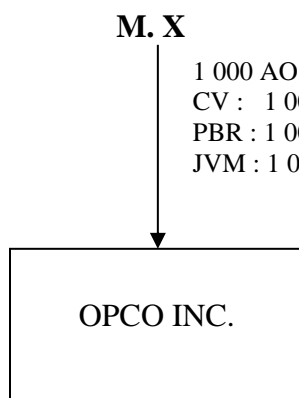 M. X
1 000 AO
CV : 1 00
PBR : 1 00
JVM : 1 0
OPCO INC.